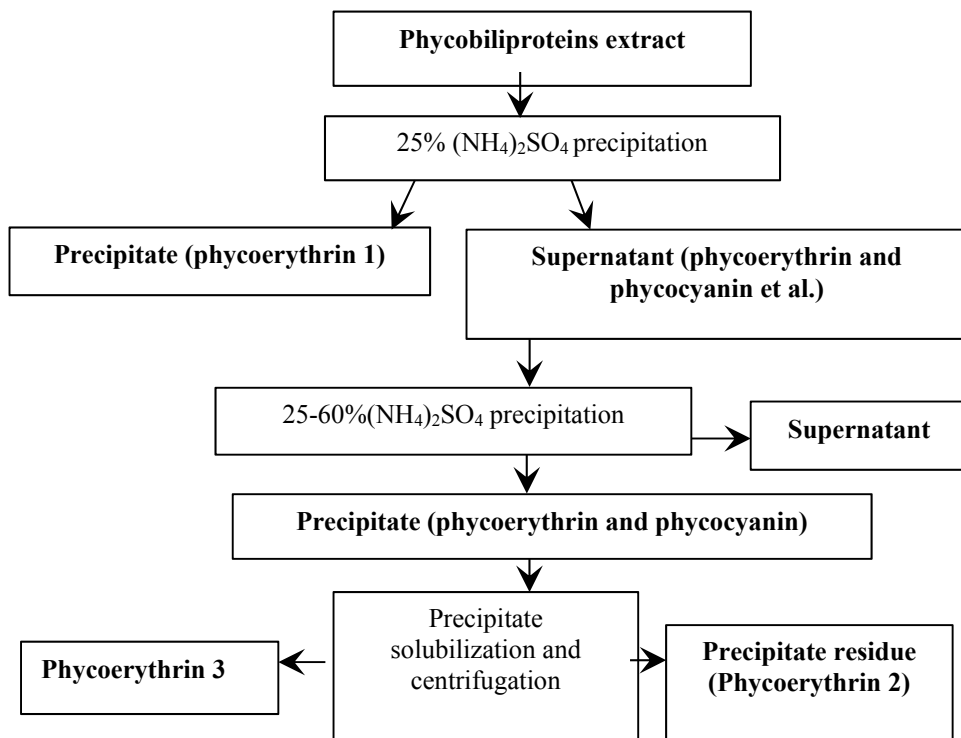 Phycobiliproteins extract
25% (NH₄)₂SO₄ precipitation
Precipitate (phycoerythrin 1)
Supernatant (phycoerythrin and
phycocyanin et al.)
25-60%(NH₄)₂SO₄ precipitation
Supernatant
Precipitate (phycoerythrin and phycocyanin)
Precipitate
solubilization and
centrifugation
Phycoerythrin 3
Precipitate residue
(Phycoerythrin 2)